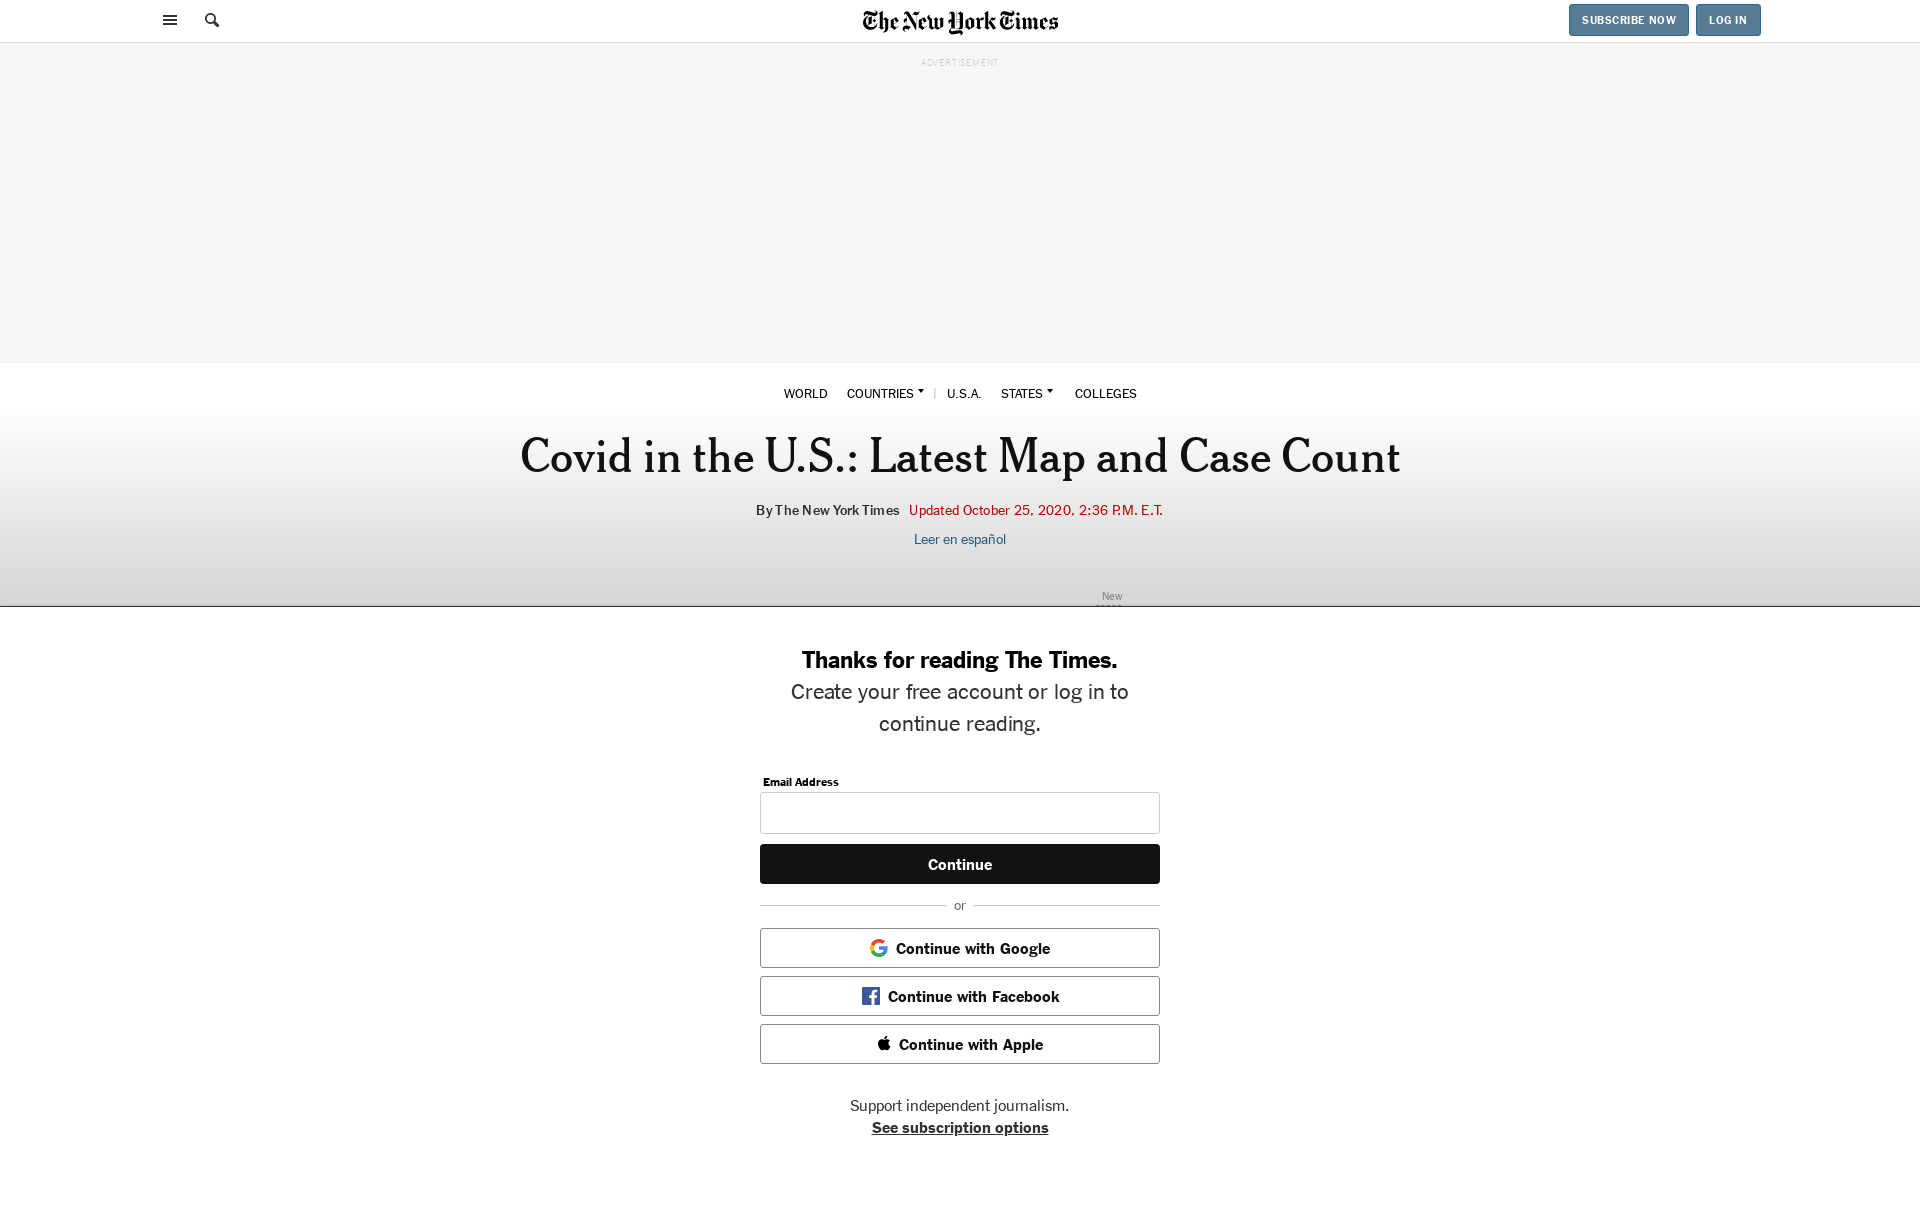 The New York Times
SUBSCRIBE NOW
LOG IN
ADVERTISEMENT
WORLD COUNTRIES | U.S.A. STATES COLLEGES
Covid in the U.S.: Latest Map and Case Count
By The New York Times Updated October 25, 2020, 2:36 P.M. E.T.
Leer en español
New
Thanks for reading The Times.
Create your free account or log in to
continue reading.
Email Address
Continue
or
Continue with Google
Continue with Facebook
Continue with Apple
Support independent journalism.
See subscription options